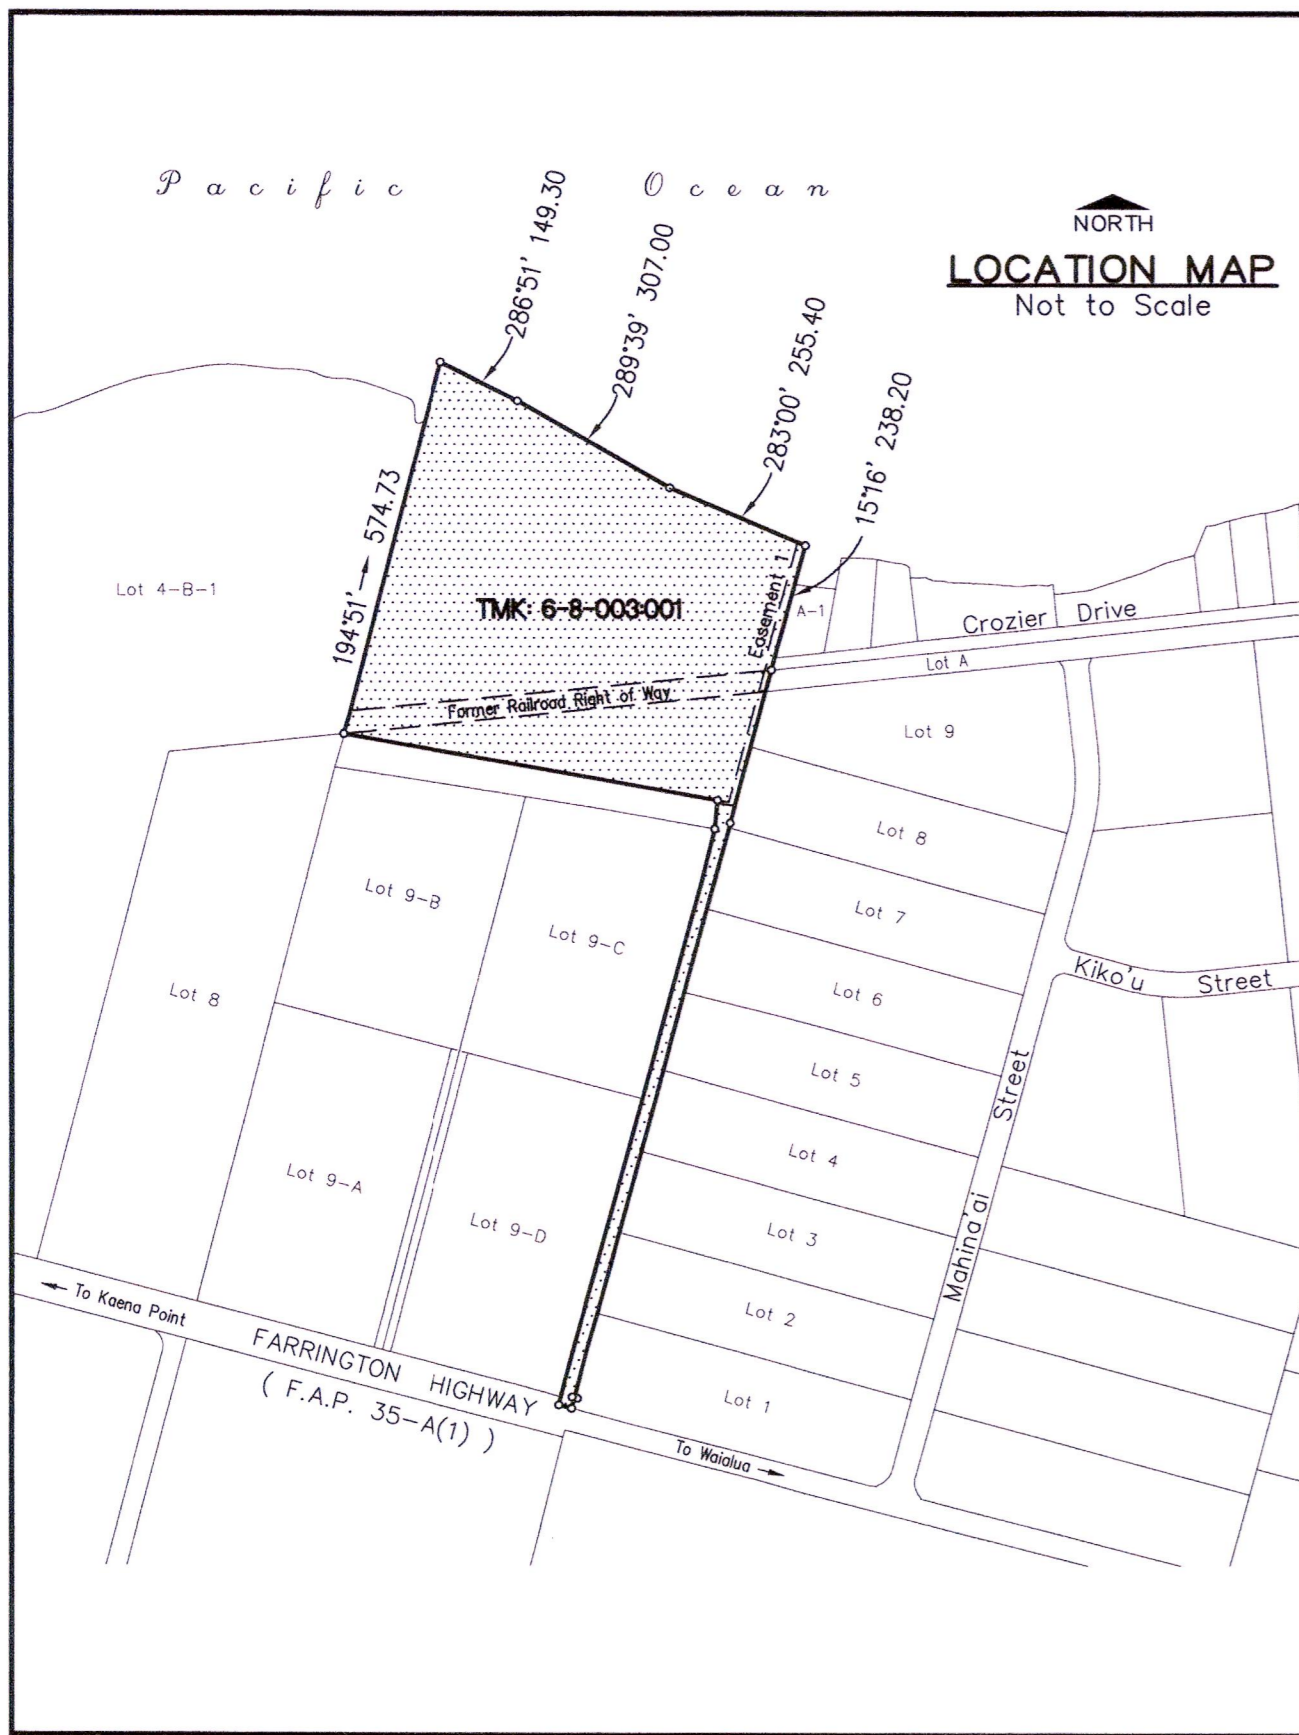 Pacific Ocean
NORTH
LOCATION MAP
Not to Scale
286°51' 149.30
289°39' 307.00
283°00' 255.40
15°16' 238.20
194°51' 574.73
Lot 4-B-1
TMK: 6-8-003:001
Easement 1
A-1
Crozier Drive
Lot A
Former Railroad Right of Way
Lot 9
Lot 8
Lot 7
Lot 6
Lot 5
Lot 4
Lot 3
Lot 2
Lot 1
Lot 9-B
Lot 9-C
Lot 8
Lot 9-A
Lot 9-D
Kiko'u Street
Mahina'ai Street
To Kaena Point
FARRINGTON HIGHWAY
( F.A.P. 35-A(1) )
To Waialua